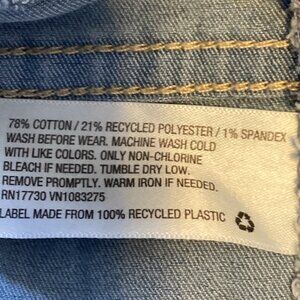 78% COTTON / 21% RECYCLED POLYESTER / 1% SPANDEX
WASH BEFORE WEAR. MACHINE WASH COLD
WITH LIKE COLORS. ONLY NON-CHLORINE
BLEACH IF NEEDED. TUMBLE DRY LOW.
REMOVE PROMPTLY. WARM IRON IF NEEDED.
RN17730 VN1083275
LABEL MADE FROM 100% RECYCLED PLASTIC